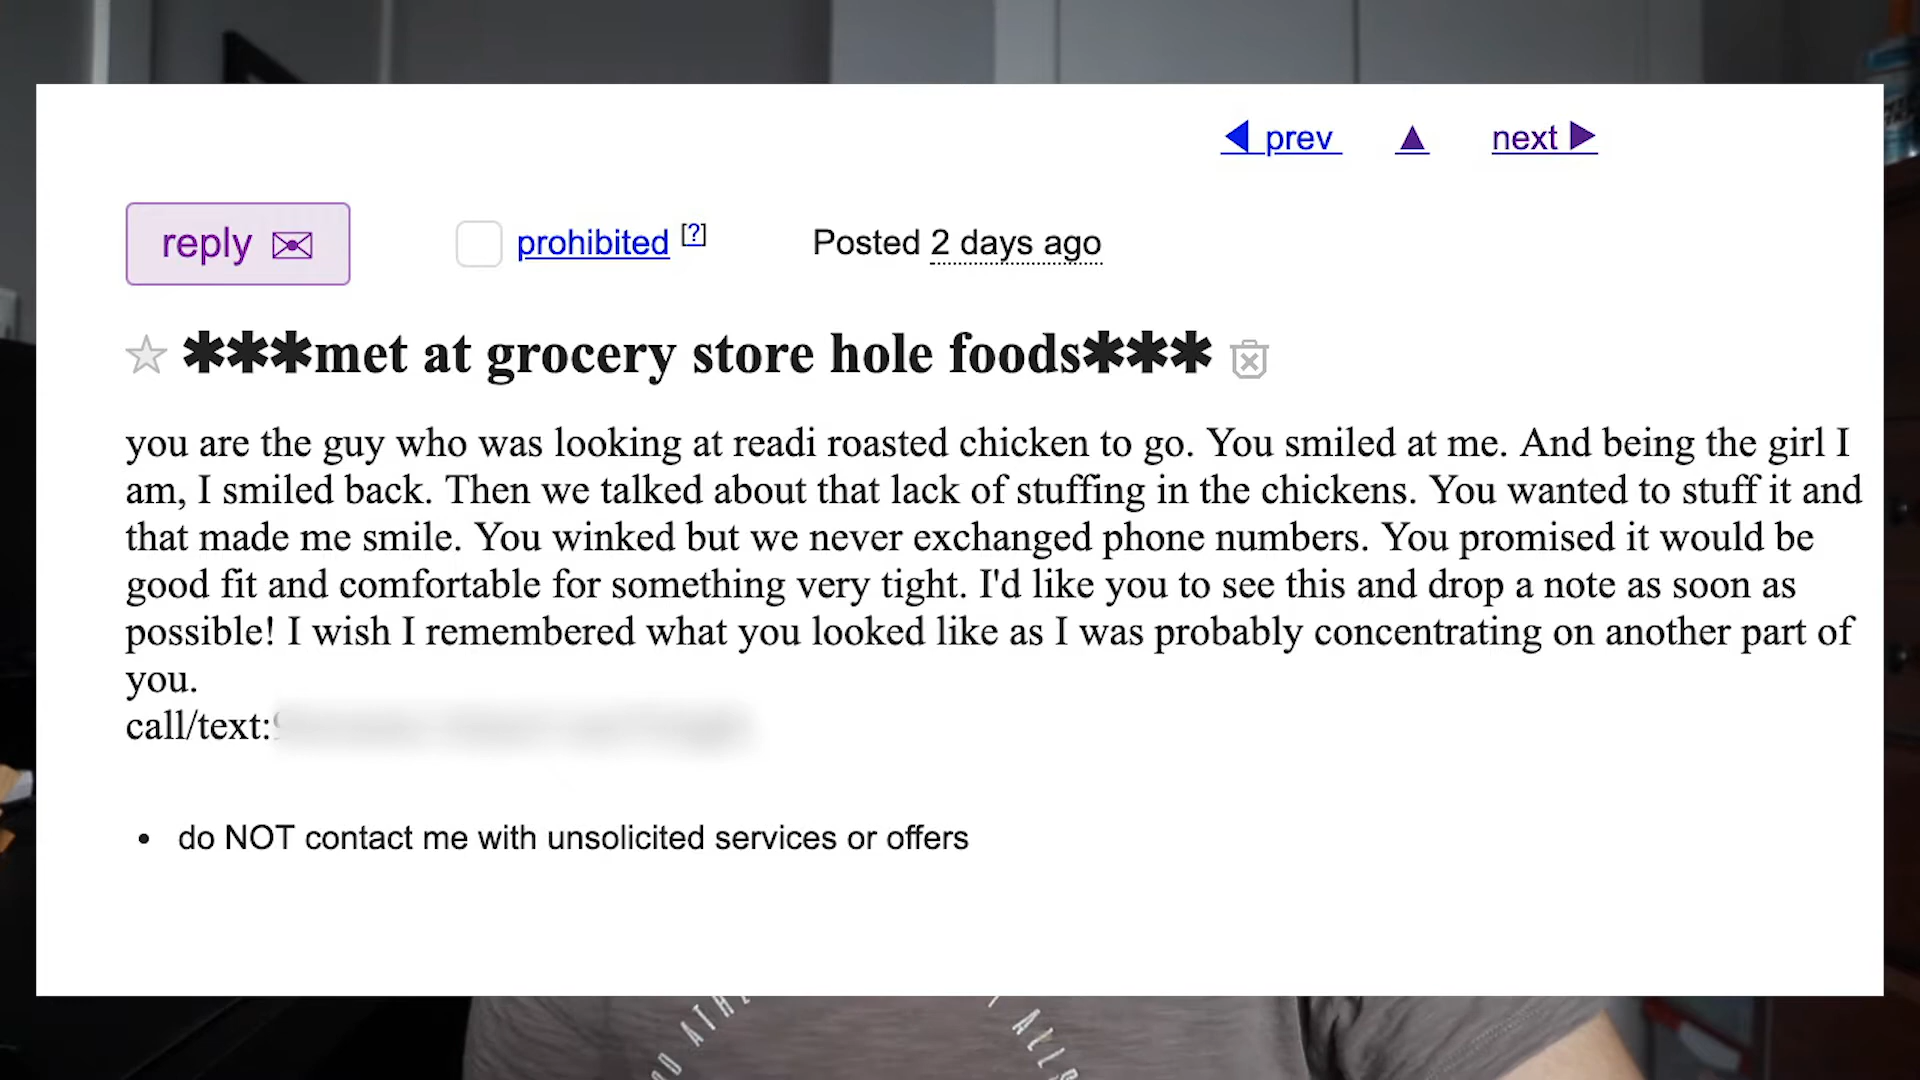 ◀ prev ▲ next ▶
reply prohibited [?] Posted 2 days ago
***met at grocery store hole foods***
you are the guy who was looking at readi roasted chicken to go. You smiled at me. And being the girl I
am, I smiled back. Then we talked about that lack of stuffing in the chickens. You wanted to stuff it and
that made me smile. You winked but we never exchanged phone numbers. You promised it would be
good fit and comfortable for something very tight. I'd like you to see this and drop a note as soon as
possible! I wish I remembered what you looked like as I was probably concentrating on another part of
you.
call/text:
• do NOT contact me with unsolicited services or offers